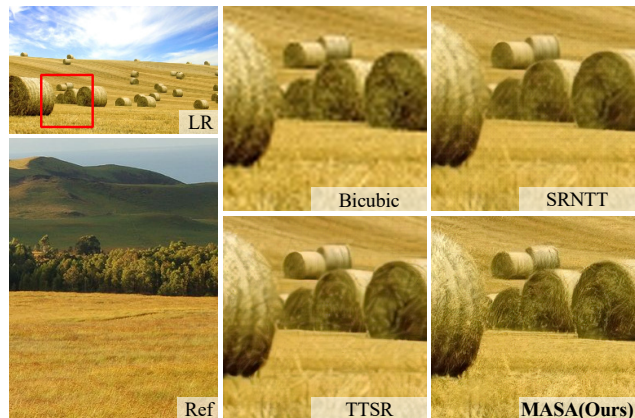 LR
Bicubic
SRNTT
Ref
TTSR
MASA(Ours)